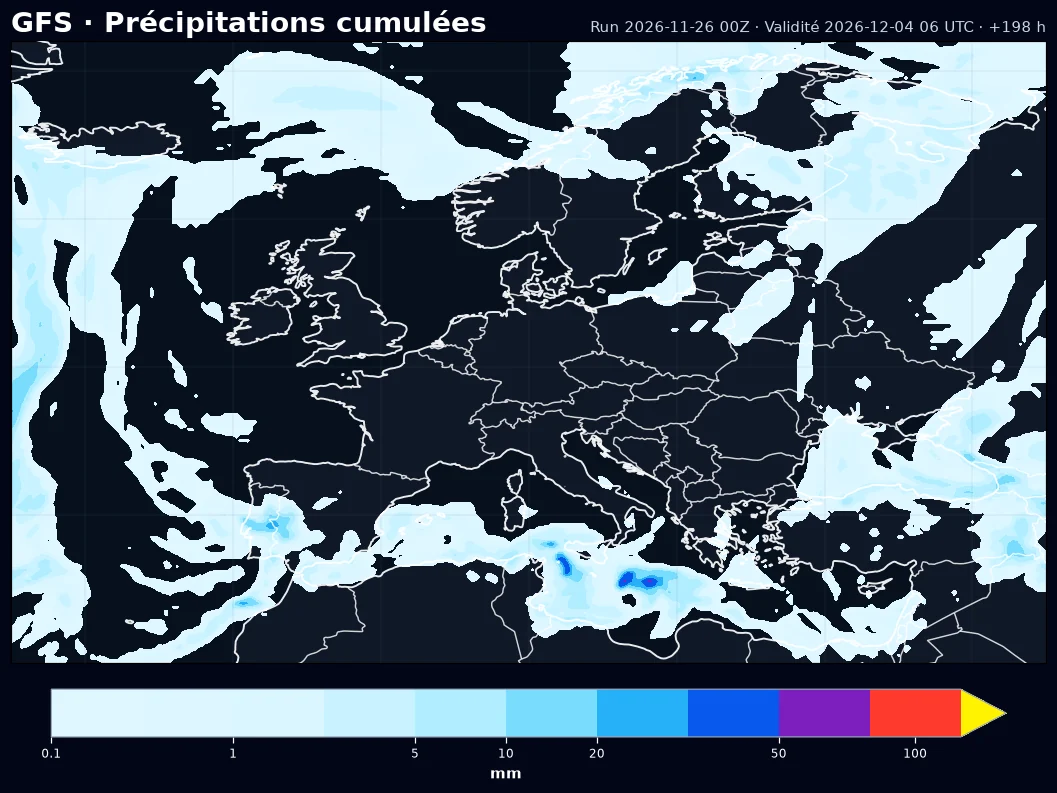 GFS · Précipitations cumulées
Run 2026-11-26 00Z · Validité 2026-12-04 06 UTC · +198 h
0.1 1 5 10 20 50 100
mm